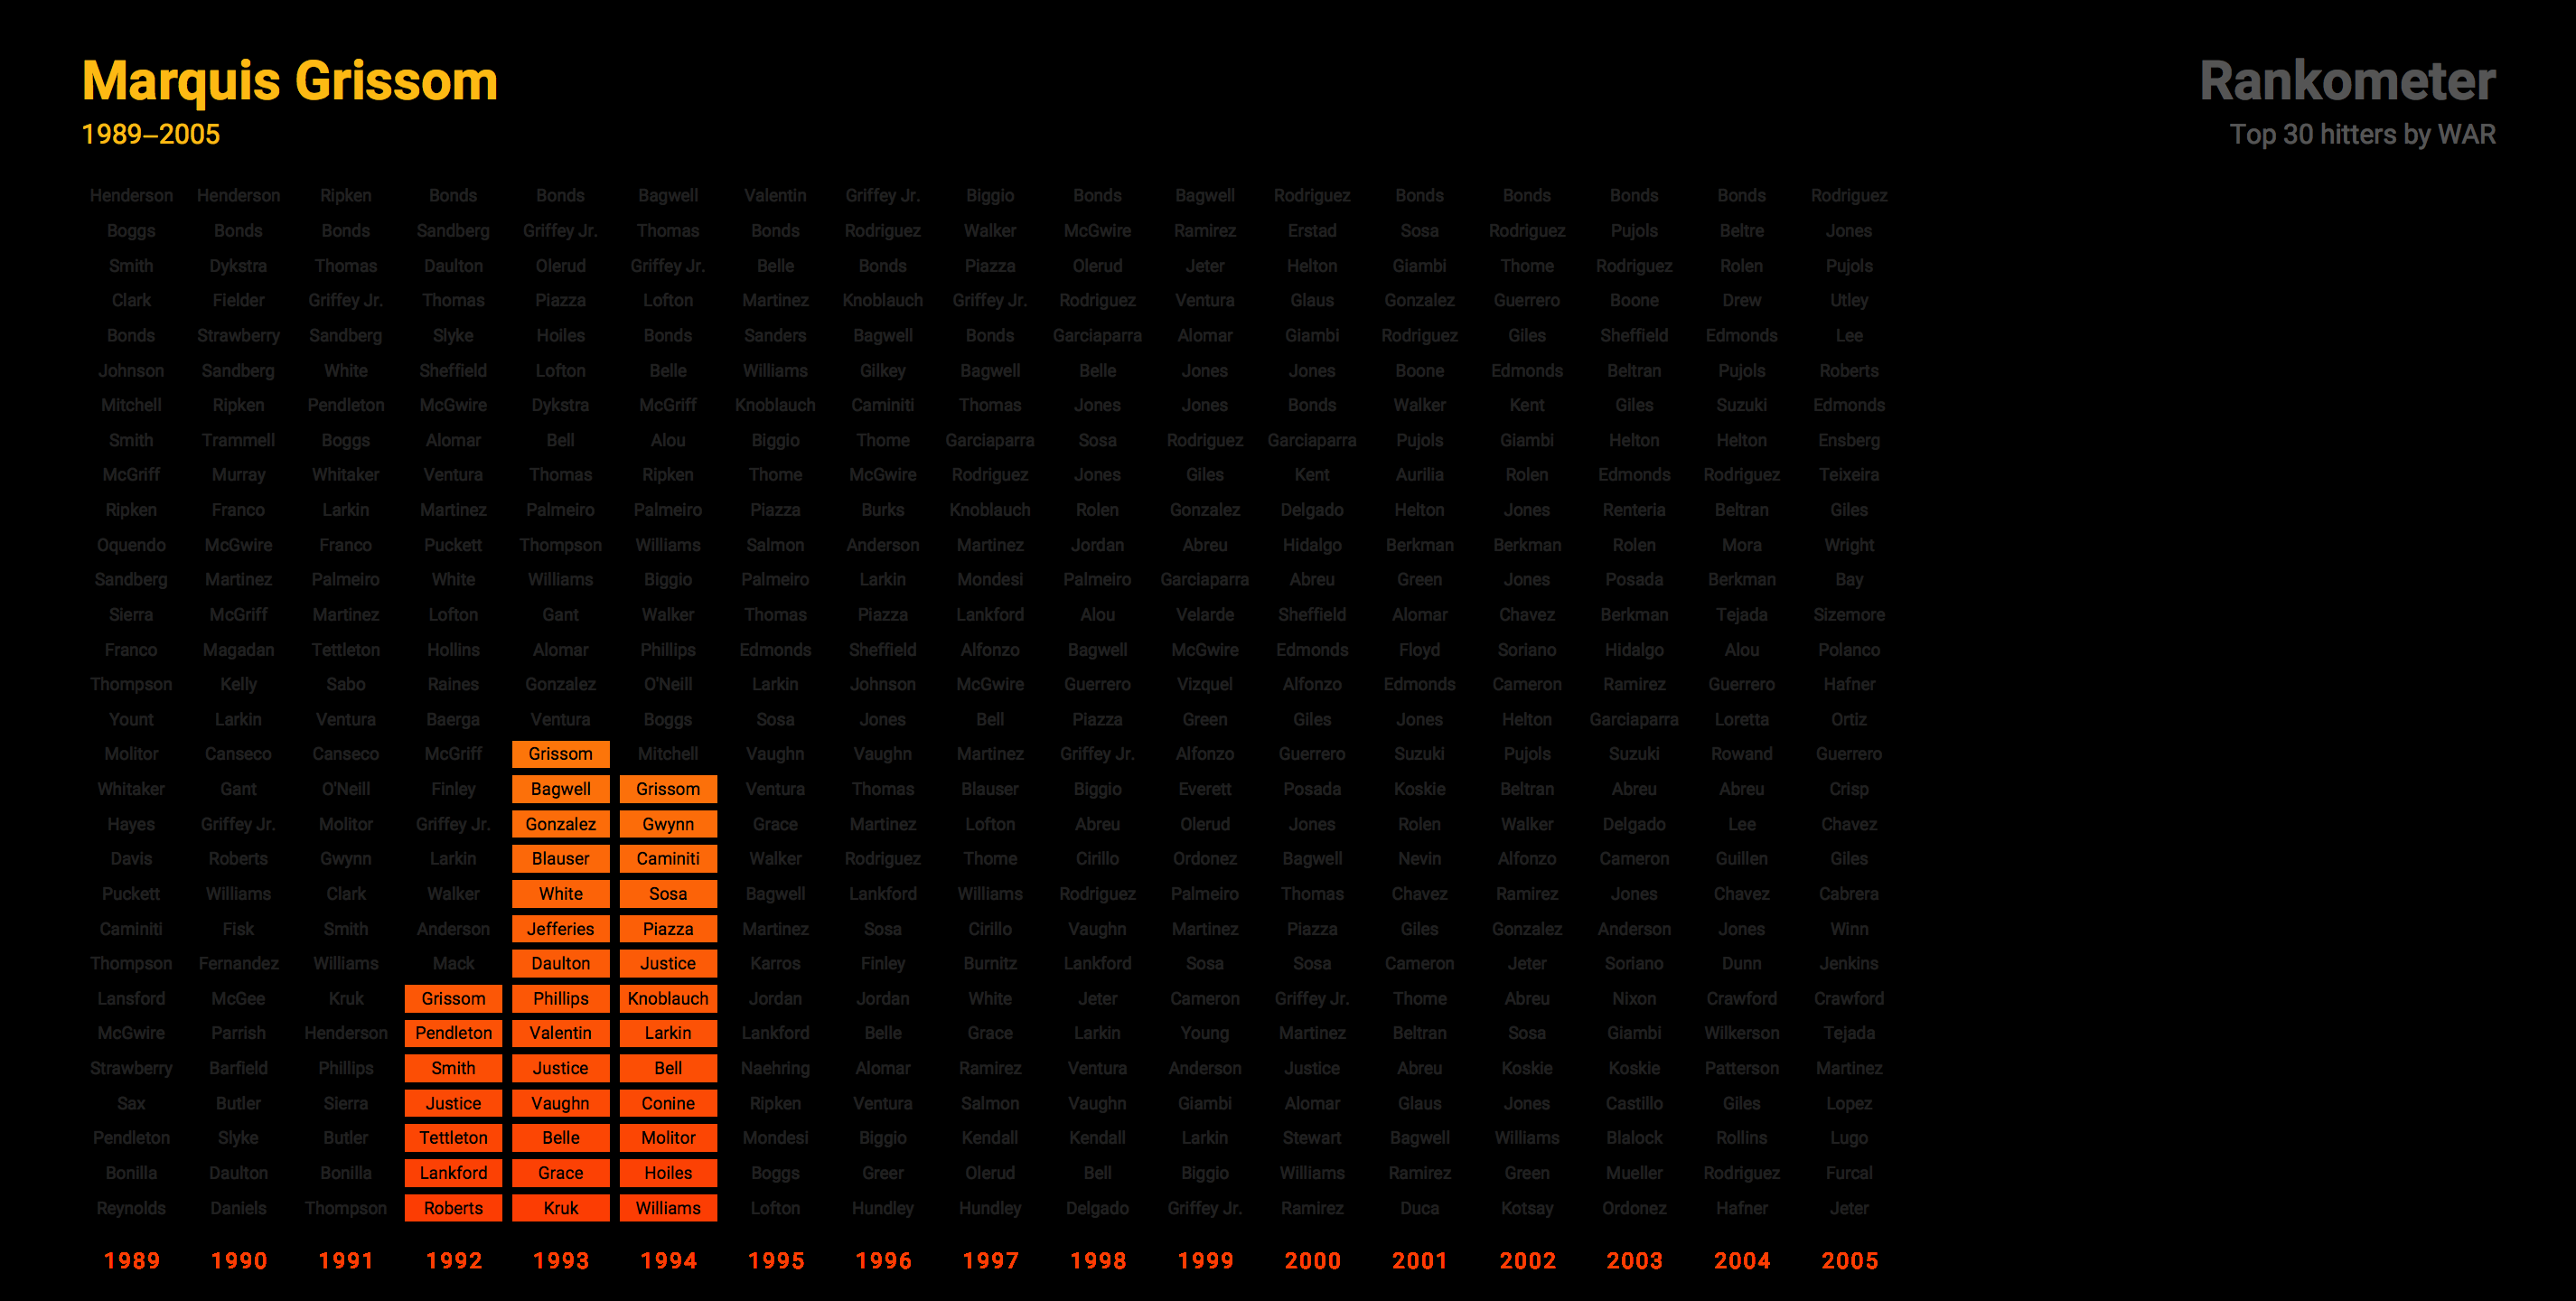 Marquis Grissom
Rankometer
1989–2005
Top 30 hitters by WAR
Henderson Henderson Ripken Bonds Bonds Bagwell Valentin Griffey Jr. Biggio Bonds Bagwell Rodriguez Bonds Bonds Bonds Bonds Rodriguez
Boggs Bonds Bonds Sandberg Griffey Jr. Thomas Bonds Rodriguez Walker McGwire Ramirez Erstad Sosa Rodriguez Pujols Beltre Jones
Smith Dykstra Thomas Daulton Olerud Griffey Jr. Belle Bonds Piazza Olerud Jeter Helton Giambi Thome Rodriguez Rolen Pujols
Clark Fielder Griffey Jr. Thomas Piazza Lofton Martinez Knoblauch Griffey Jr. Rodriguez Ventura Glaus Gonzalez Guerrero Boone Drew Utley
Bonds Strawberry Sandberg Slyke Hoiles Bonds Sanders Bagwell Bonds Garciaparra Alomar Giambi Rodriguez Giles Sheffield Edmonds Lee
Johnson Sandberg White Sheffield Lofton Belle Williams Gilkey Bagwell Belle Jones Jones Boone Edmonds Beltran Pujols Roberts
Mitchell Ripken Pendleton McGwire Dykstra McGriff Knoblauch Caminiti Thomas Jones Jones Bonds Walker Kent Giles Suzuki Edmonds
Smith Trammell Boggs Alomar Bell Alou Biggio Thome Garciaparra Sosa Rodriguez Garciaparra Pujols Giambi Helton Helton Ensberg
McGriff Murray Whitaker Ventura Thomas Ripken Thome McGwire Rodriguez Jones Giles Kent Aurilia Rolen Edmonds Rodriguez Teixeira
Ripken Franco Larkin Martinez Palmeiro Palmeiro Piazza Burks Knoblauch Rolen Gonzalez Delgado Helton Jones Renteria Beltran Giles
Oquendo McGwire Franco Puckett Thompson Williams Salmon Anderson Martinez Jordan Abreu Hidalgo Berkman Berkman Rolen Mora Wright
Sandberg Martinez Palmeiro White Williams Biggio Palmeiro Larkin Mondesi Palmeiro Garciaparra Abreu Green Jones Posada Berkman Bay
Sierra McGriff Martinez Lofton Gant Walker Thomas Piazza Lankford Alou Velarde Sheffield Alomar Chavez Berkman Tejada Sizemore
Franco Magadan Tettleton Hollins Alomar Phillips Edmonds Sheffield Alfonzo Bagwell McGwire Edmonds Floyd Soriano Hidalgo Alou Polanco
Thompson Kelly Sabo Raines Gonzalez O'Neill Larkin Johnson McGwire Guerrero Vizquel Alfonzo Edmonds Cameron Ramirez Guerrero Hafner
Yount Larkin Ventura Baerga Ventura Boggs Sosa Jones Bell Piazza Green Giles Jones Helton Garciaparra Loretta Ortiz
Molitor Canseco Canseco McGriff Grissom Mitchell Vaughn Vaughn Martinez Griffey Jr. Alfonzo Guerrero Suzuki Pujols Suzuki Rowand Guerrero
Whitaker Gant O'Neill Finley Bagwell Grissom Ventura Thomas Blauser Biggio Everett Posada Koskie Beltran Abreu Abreu Crisp
Hayes Griffey Jr. Molitor Griffey Jr. Gonzalez Gwynn Grace Martinez Lofton Abreu Olerud Jones Rolen Walker Delgado Lee Chavez
Davis Roberts Gwynn Larkin Blauser Caminiti Walker Rodriguez Thome Cirillo Ordonez Bagwell Nevin Alfonzo Cameron Guillen Giles
Puckett Williams Clark Walker White Sosa Bagwell Lankford Williams Rodriguez Palmeiro Thomas Chavez Ramirez Jones Chavez Cabrera
Caminiti Fisk Smith Anderson Jefferies Piazza Martinez Sosa Cirillo Vaughn Martinez Piazza Giles Gonzalez Anderson Jones Winn
Thompson Fernandez Williams Mack Daulton Justice Karros Finley Burnitz Lankford Sosa Sosa Cameron Jeter Soriano Dunn Jenkins
Lansford McGee Kruk Grissom Phillips Knoblauch Jordan Jordan White Jeter Cameron Griffey Jr. Thome Abreu Nixon Crawford Crawford
McGwire Parrish Henderson Pendleton Valentin Larkin Lankford Belle Grace Larkin Young Martinez Beltran Sosa Giambi Wilkerson Tejada
Strawberry Barfield Phillips Smith Justice Bell Naehring Alomar Ramirez Ventura Anderson Justice Abreu Koskie Koskie Patterson Martinez
Sax Butler Sierra Justice Vaughn Conine Ripken Ventura Salmon Vaughn Giambi Alomar Glaus Jones Castillo Giles Lopez
Pendleton Slyke Butler Tettleton Belle Molitor Mondesi Biggio Kendall Kendall Larkin Stewart Bagwell Williams Blalock Rollins Lugo
Bonilla Daulton Bonilla Lankford Grace Hoiles Boggs Greer Olerud Bell Biggio Williams Ramirez Green Mueller Rodriguez Furcal
Reynolds Daniels Thompson Roberts Kruk Williams Lofton Hundley Hundley Delgado Griffey Jr. Ramirez Duca Kotsay Ordonez Hafner Jeter
1989 1990 1991 1992 1993 1994 1995 1996 1997 1998 1999 2000 2001 2002 2003 2004 2005